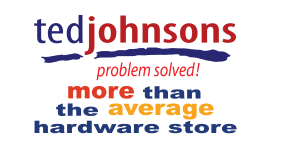 tedjohnsons
problem solved!
more than
the average
hardware store